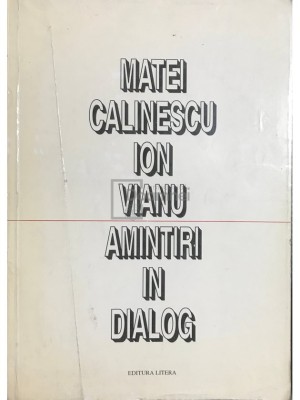 MATEI
CALINESCU
ION
VIANU
AMINTIRI
IN
DIALOG
EDITURA LITERA